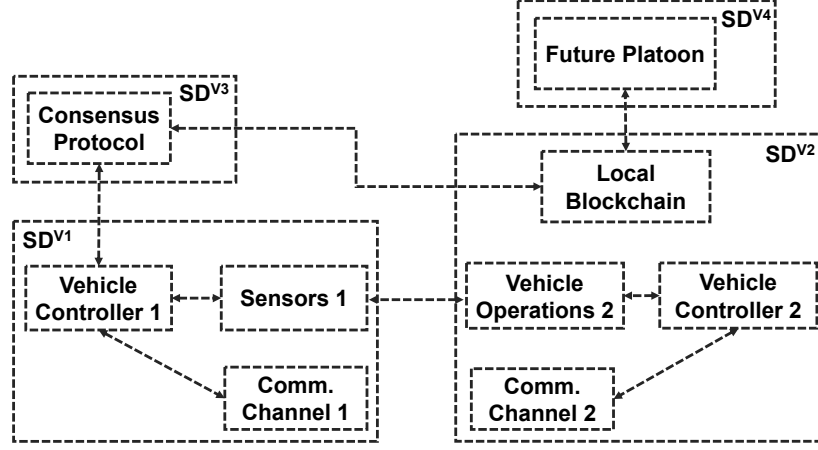 SD^V4
Future Platoon
SD^V3
Consensus
Protocol
SD^V2
Local
Blockchain
SD^V1
Vehicle
Controller 1
Sensors 1
Vehicle
Operations 2
Vehicle
Controller 2
Comm.
Channel 1
Comm.
Channel 2